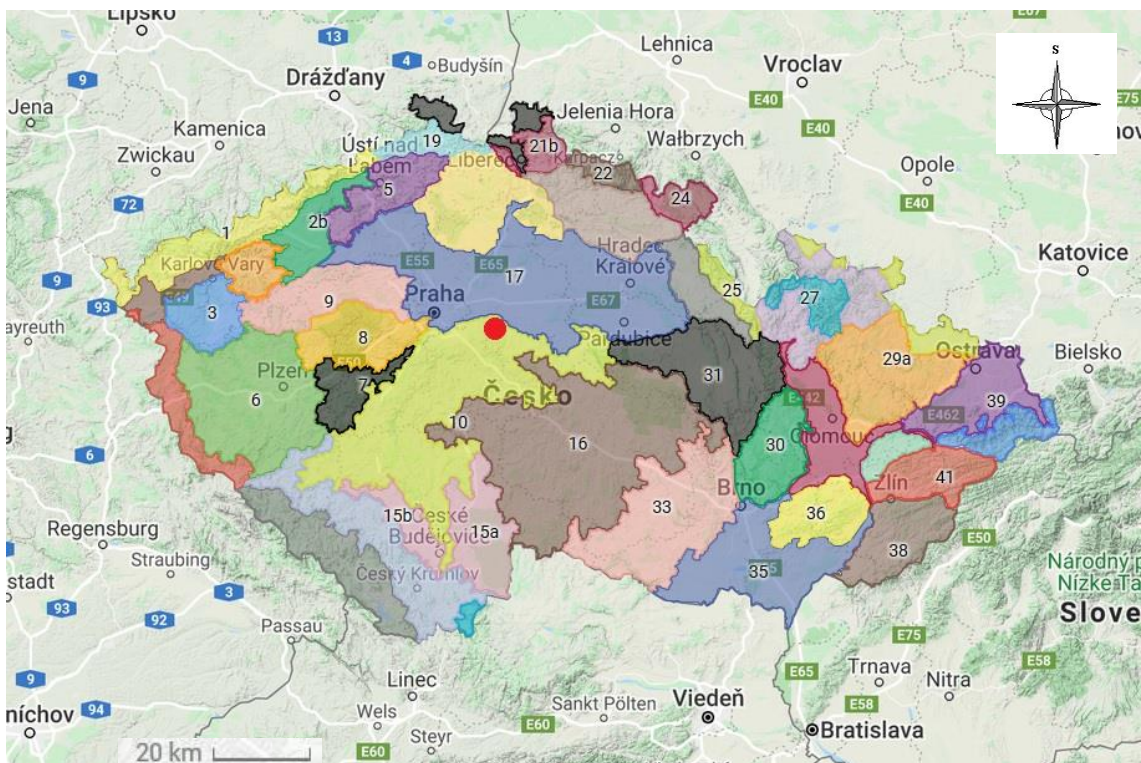 Lipsko
E67
13
4
Budyšín
Lehnica
S
9
Drážďany
Vroclav
E40
E75
Jena
Kamenica
Jelenia Hora
E40
Zwickau
Ústí nad
Labem
19
Liberec
21b
Wałbrzych
Opole
5
Karpacz
22
24
E40
72
2b
1
Katovice
Karlovy Vary
E55
E65
17
Hradec
Králové
25
9
E49
93
3
9
Praha
E67
27
ayreuth
8
Pardubice
Ostrava
Bielsko
E50
29a
Plzeň
7
Česko
31
39
6
E442
E462
10
Olomouc
16
30
6
Zlín
41
Brno
15b
České
Budějovice
15a
33
36
Regensburg
38
E50
Straubing
Český Krumlov
35
E65
Národný p
Nízke Ta
stadt
3
93
Slove
92
E75
Passau
E65
E58
Trnava
Nitra
9
Linec
Viedeň
94
Wels
Sankt Pölten
E58
níchov
E60
20 km
E60
Steyr
Bratislava